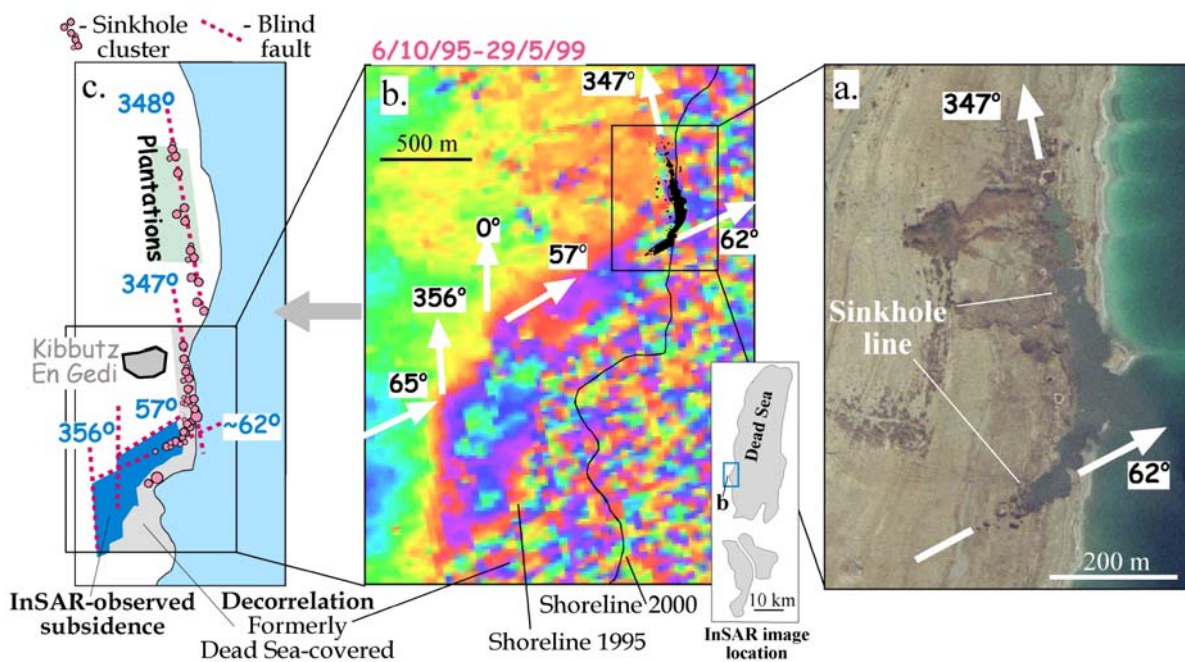 - Sinkhole
cluster
- Blind
fault
c.
348°
Plantations
347°
Kibbutz
En Gedi
57°
356°
~62°
InSAR-observed
subsidence
Decorrelation
Formerly
Dead Sea-covered
6/10/95-29/5/99
b.
347°
500 m
0°
57°
62°
356°
65°
Shoreline 2000
Shoreline 1995
Dead Sea
b
10 km
InSAR image
location
a.
347°
Sinkhole
line
62°
200 m